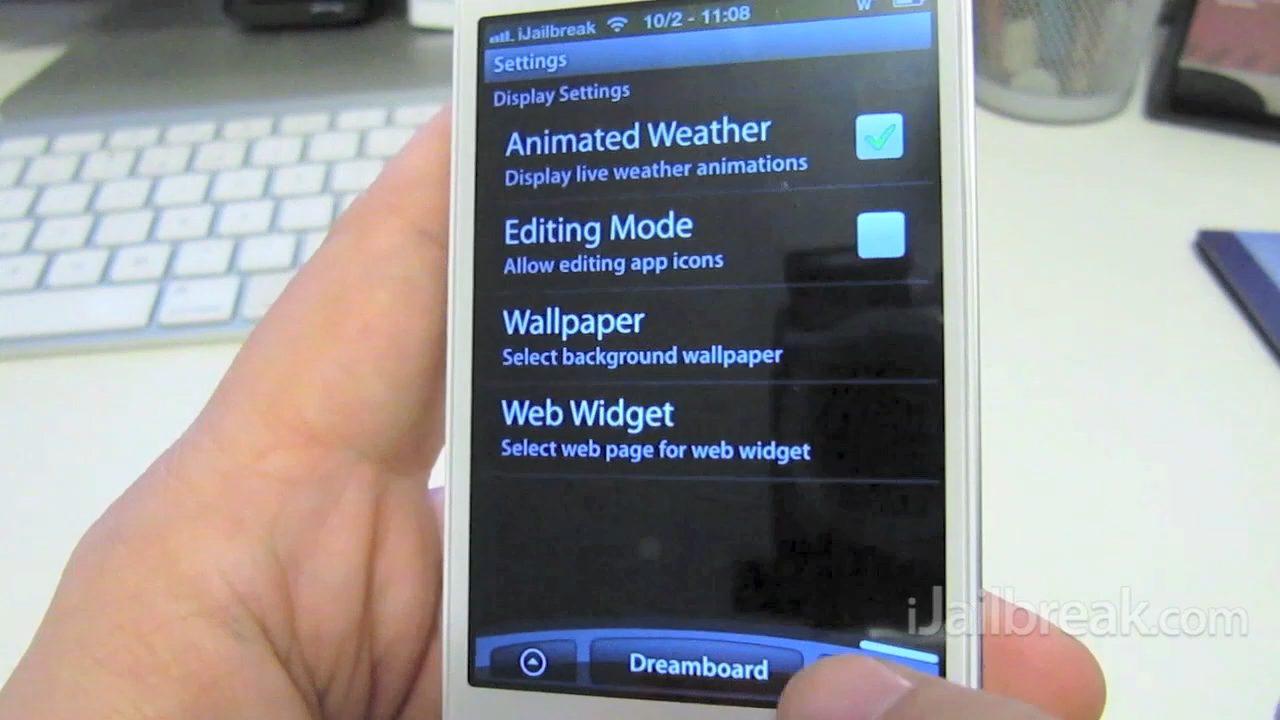 iJailbreak 10/2 - 11:08 W
Settings
Display Settings
Animated Weather
Display live weather animations
Editing Mode
Allow editing app icons
Wallpaper
Select background wallpaper
Web Widget
Select web page for web widget
iJailbreak.com
Dreamboard